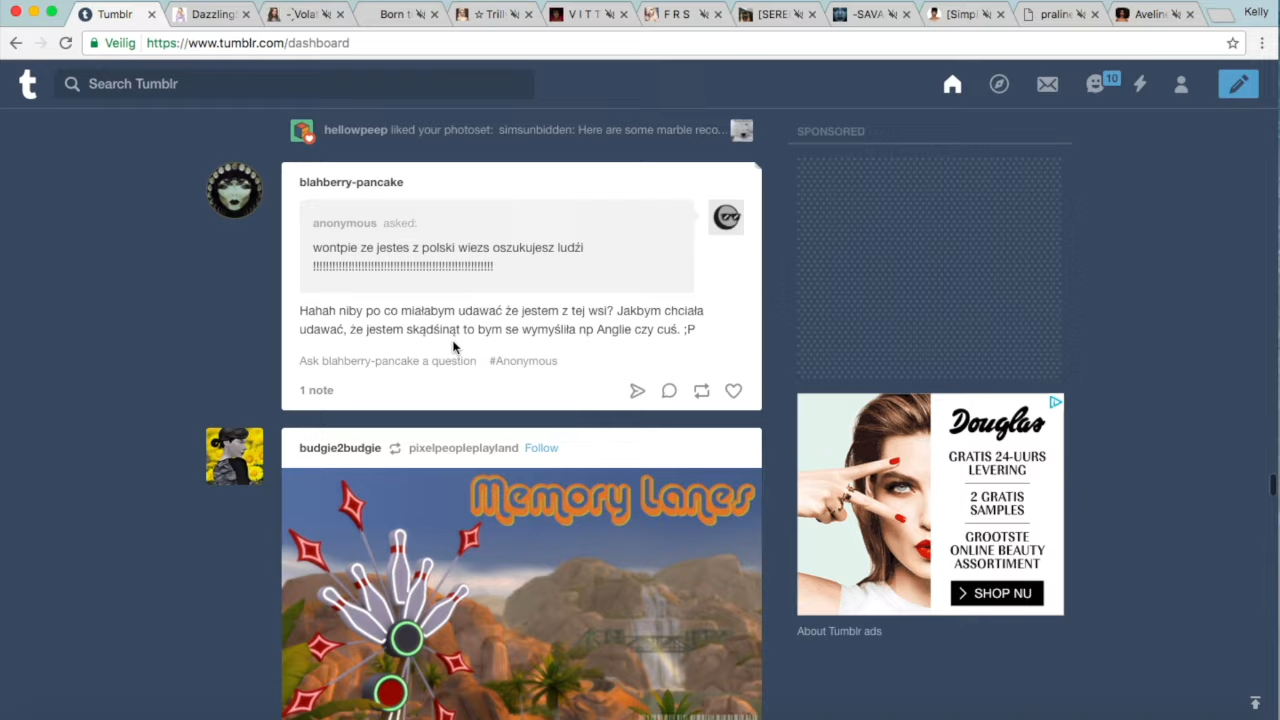 Tumblr
Dazzling
-¸Vola
Born t
☆ Trill
V I T T
F R S
[SERE
-SAVA
[Simp
praline
Aveline
Kelly
Veilig
https://www.tumblr.com/dashboard
Search Tumblr
10
hellowpeep liked your photoset: simsunbidden: Here are some marble reco...
SPONSORED
blahberry-pancake
anonymous asked:
wontpie ze jestes z polski wiezs oszukujesz ludźi
!!!!!!!!!!!!!!!!!!!!!!!!!!!!!!!!!!!!!!!!!!!!!!!!!!!!!!!!
Hahah niby po co miałabym udawać że jestem z tej wsi? Jakbym chciała
udawać, że jestem skądśinąt to bym se wymyśliła np Anglie czy cuś. ;P
Ask blahberry-pancake a question #Anonymous
1 note
budgie2budgie pixelpeopleplayland Follow
Memory Lanes
Douglas
GRATIS 24-UURS
LEVERING
2 GRATIS
SAMPLES
GROOTSTE
ONLINE BEAUTY
ASSORTIMENT
SHOP NU
About Tumblr ads